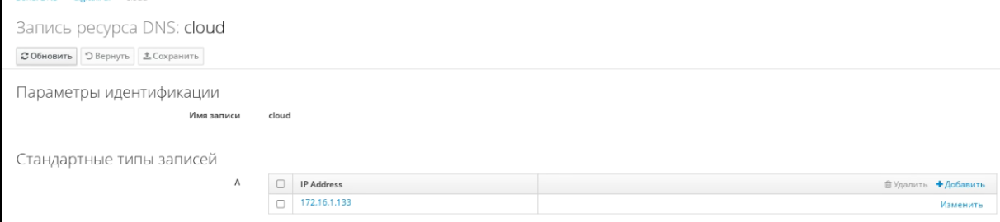 Запись ресурса DNS: cloud
Обновить Вернуть Сохранить
Параметры идентификации
Имя записи cloud
Стандартные типы записей
A
IP Address Удалить Добавить
172.16.1.133 Изменить